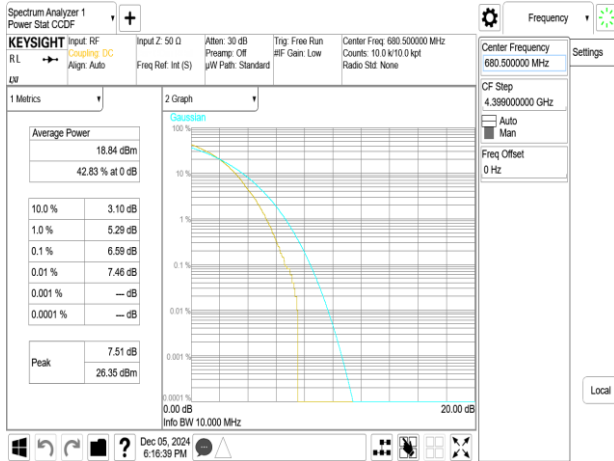 Spectrum Analyzer 1
Power Stat CCDF
+
Frequency
KEYSIGHT
RL
LXI
Input: RF
Coupling: DC
Align: Auto
Input Z: 50 Ω
Freq Ref: Int (S)
Atten: 30 dB
Preamp: Off
µW Path: Standard
Trig: Free Run
#IF Gain: Low
Center Freq: 680.500000 MHz
Counts: 10.0 k/10.0 kpt
Radio Std: None
Center Frequency
680.500000 MHz
Settings
CF Step
4.399000000 GHz
Auto
Man
Freq Offset
0 Hz
Local
1 Metrics
Average Power
18.84 dBm
42.83 % at 0 dB
10.0 % 3.10 dB
1.0 % 5.29 dB
0.1 % 6.59 dB
0.01 % 7.46 dB
0.001 % --- dB
0.0001 % --- dB
Peak
7.51 dB
26.35 dBm
2 Graph
Gaussian
100 %
10 %
1 %
0.1 %
0.01 %
0.001 %
0.0001 %
0.00 dB 20.00 dB
Info BW 10.000 MHz
? Dec 05, 2024
6:16:39 PM